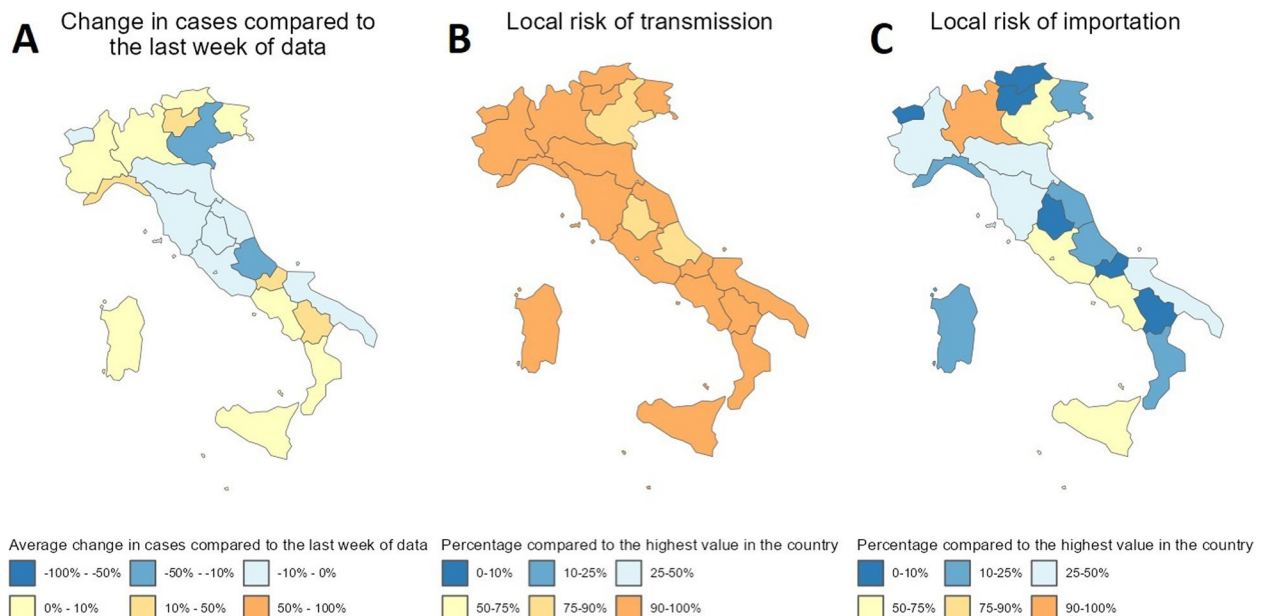 A
Change in cases compared to
the last week of data
B
Local risk of transmission
C
Local risk of importation
Average change in cases compared to the last week of data
-100% - -50%
-50% - -10%
-10% - 0%
0% - 10%
10% - 50%
50% - 100%
Percentage compared to the highest value in the country
0-10%
10-25%
25-50%
50-75%
75-90%
90-100%
Percentage compared to the highest value in the country
0-10%
10-25%
25-50%
50-75%
75-90%
90-100%